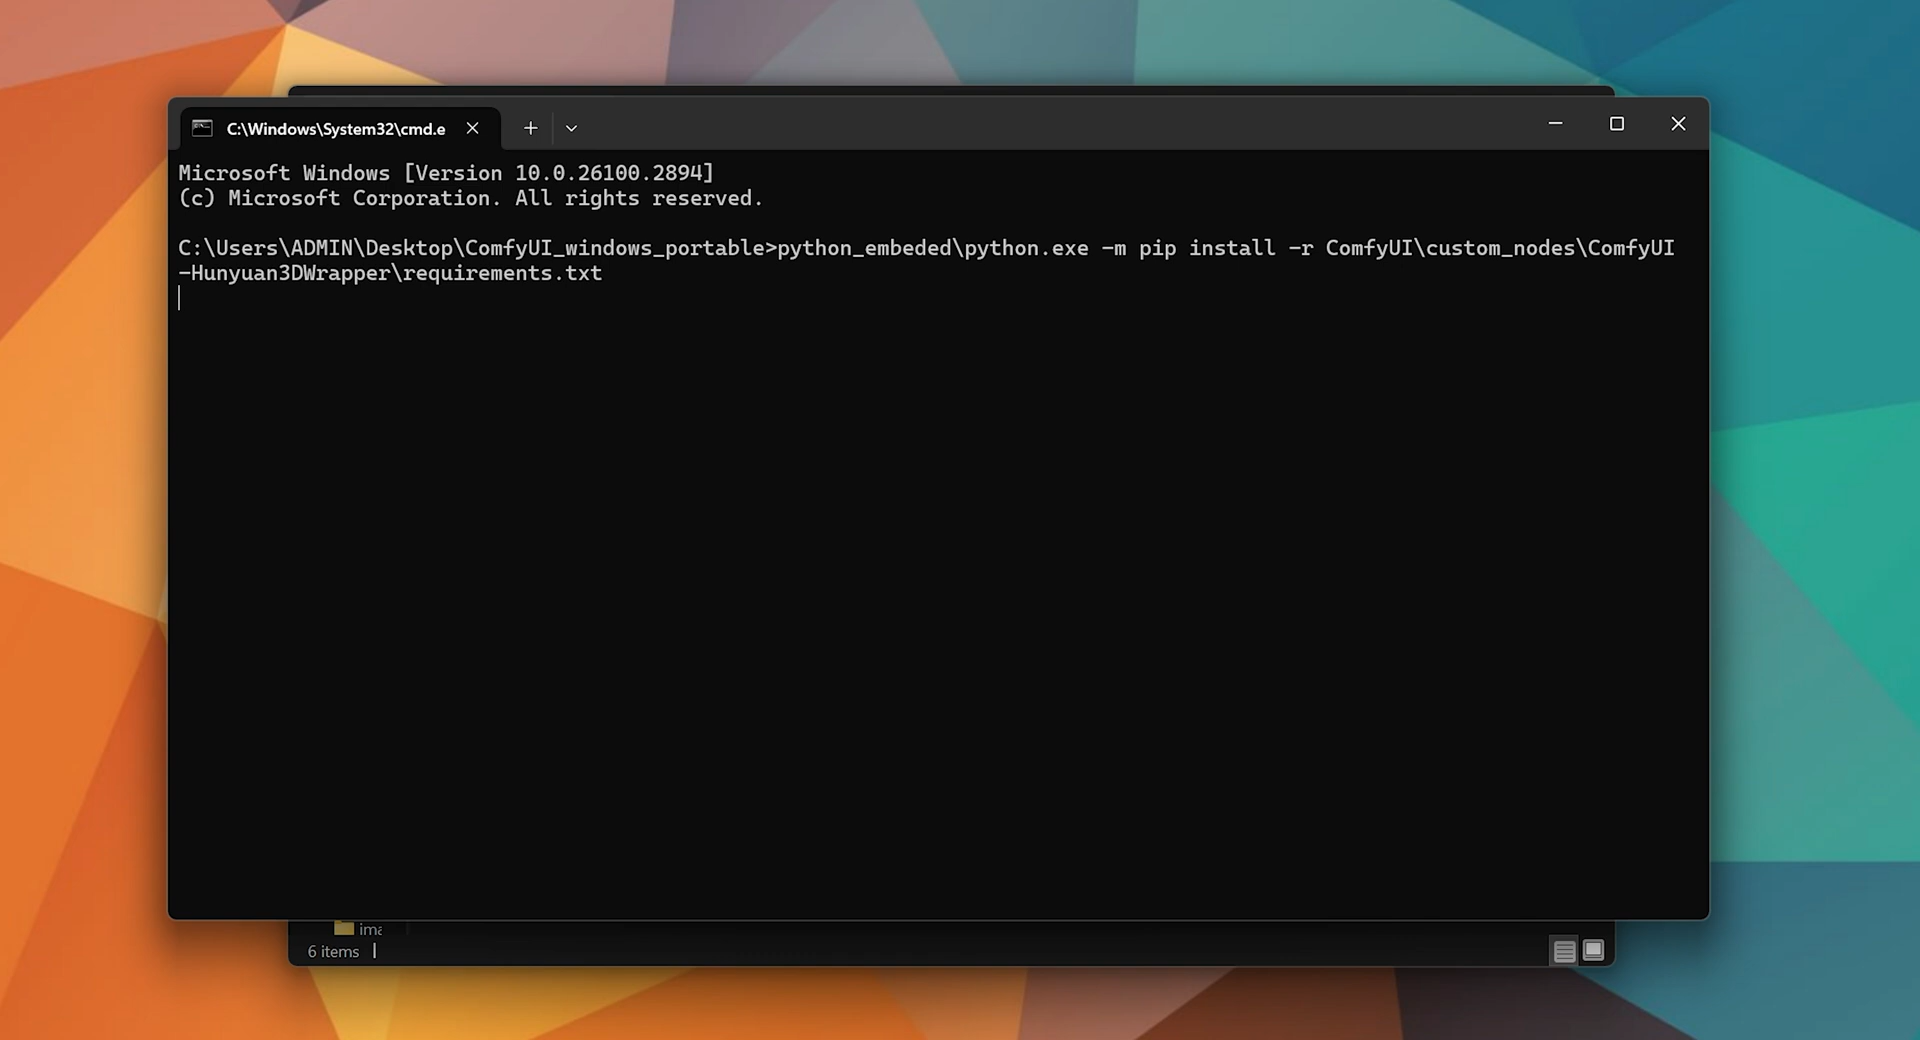 C:\Windows\System32\cmd.e
Microsoft Windows [Version 10.0.26100.2894]
(c) Microsoft Corporation. All rights reserved.
C:\Users\ADMIN\Desktop\ComfyUI_windows_portable>python_embeded\python.exe -m pip install -r ComfyUI\custom_nodes\ComfyUI
-Hunyuan3DWrapper\requirements.txt
ima
6 items